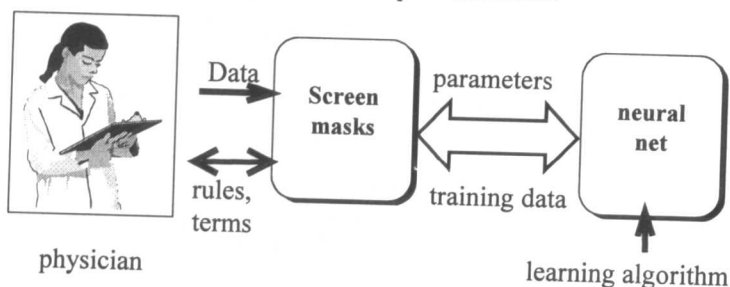 Data
Screen
masks
parameters
neural
net
rules,
terms
training data
physician
learning algorithm